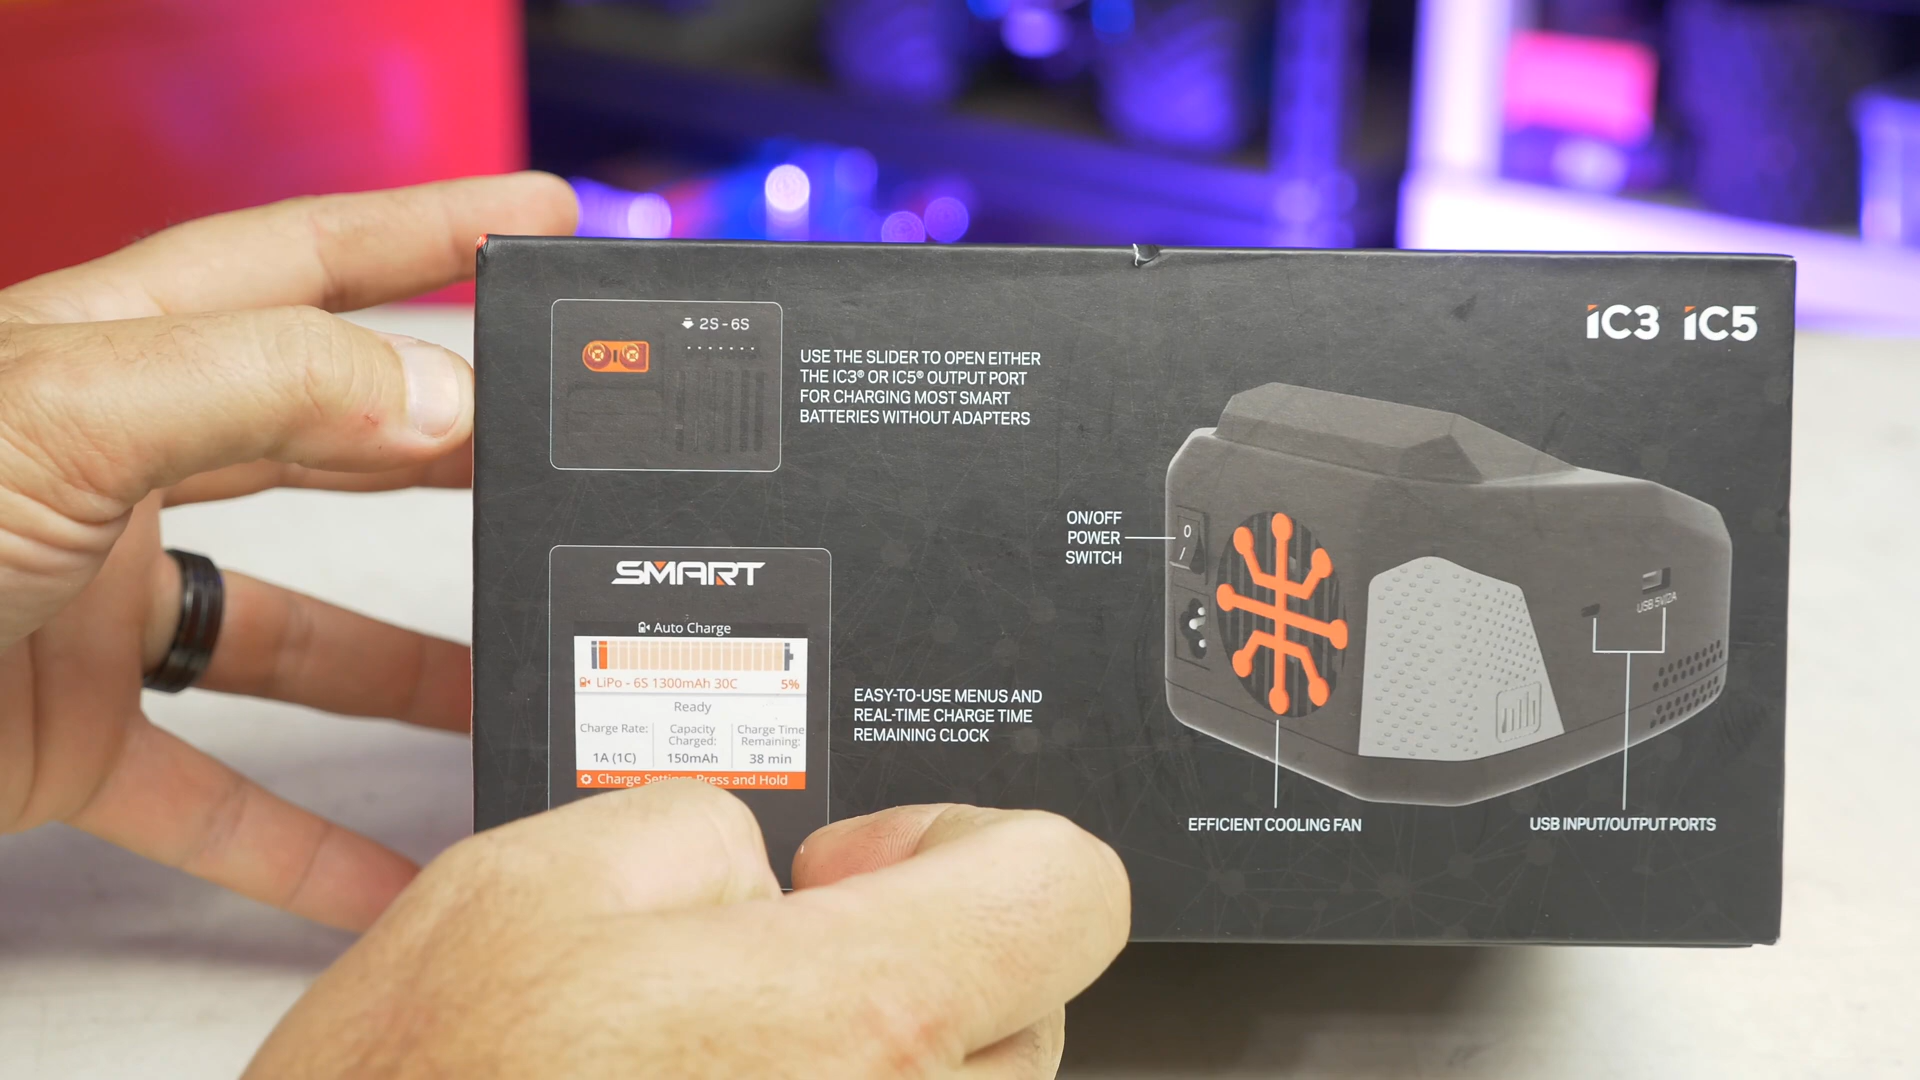 2S-6S
USE THE SLIDER TO OPEN EITHER
THE IC3® OR IC5® OUTPUT PORT
FOR CHARGING MOST SMART
BATTERIES WITHOUT ADAPTERS
iC3 iC5
ON/OFF
POWER
SWITCH
0
/
USB 5V/2A
EFFICIENT COOLING FAN
USB INPUT/OUTPUT PORTS
SMART
Auto Charge
LiPo - 6S 1300mAh 30C 5%
Ready
Charge Rate:
1A (1C)
Capacity
Charged:
150mAh
Charge Time
Remaining:
38 min
Charge Settings Press and Hold
EASY-TO-USE MENUS AND
REAL-TIME CHARGE TIME
REMAINING CLOCK